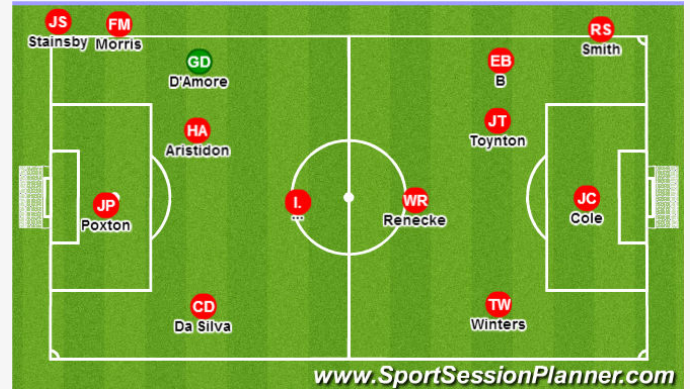 JS
Stainsby
FM
Morris
RS
Smith
GD
D'Amore
EB
B
HA
Aristidon
JT
Toynton
JP
Poxton
I.
...
WR
Renecke
JC
Cole
CD
Da Silva
TW
Winters
www.SportSessionPlanner.com